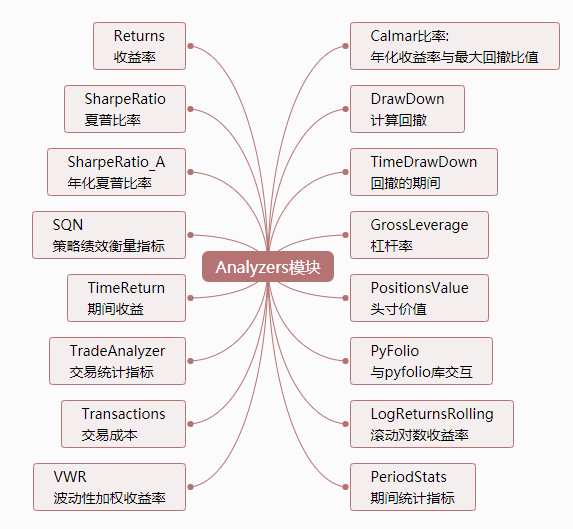 Returns
收益率
SharpeRatio
夏普比率
SharpeRatio_A
年化夏普比率
SQN
策略绩效衡量指标
TimeReturn
期间收益
TradeAnalyzer
交易统计指标
Transactions
交易成本
VWR
波动性加权收益率
Analyzers模块
Calmar比率:
年化收益率与最大回撤比值
DrawDown
计算回撤
TimeDrawDown
回撤的期间
GrossLeverage
杠杆率
PositionsValue
头寸价值
PyFolio
与pyfolio库交互
LogReturnsRolling
滚动对数收益率
PeriodStats
期间统计指标